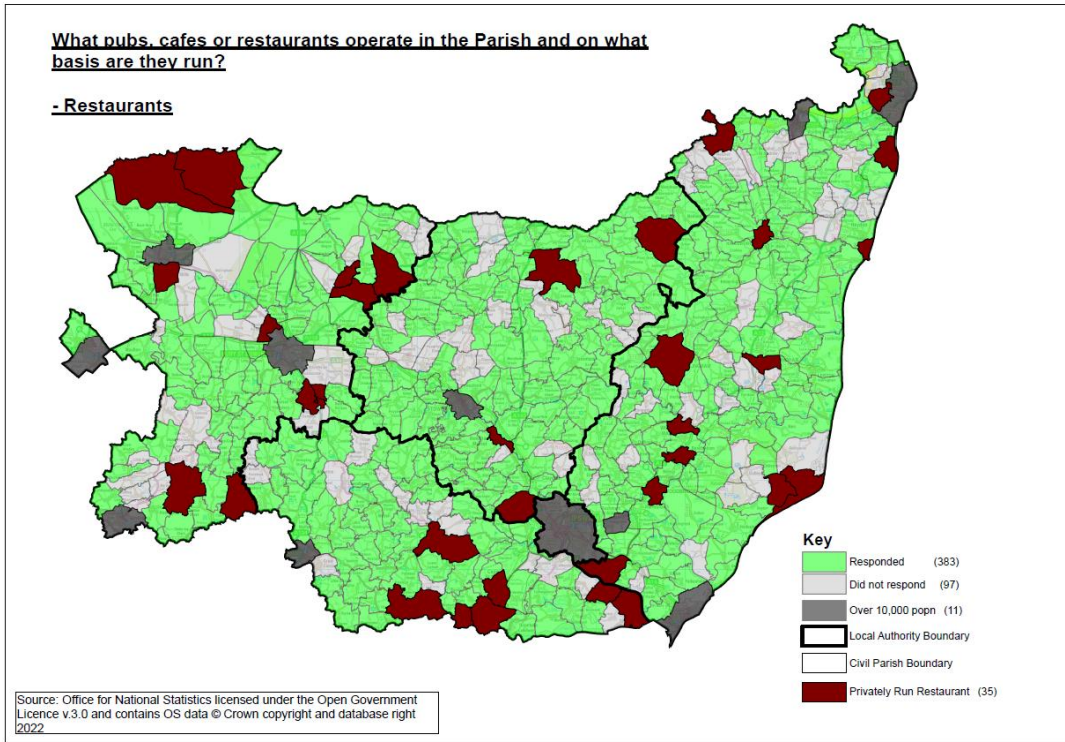 What pubs, cafes or restaurants operate in the Parish and on what
basis are they run?
- Restaurants
Key
Responded (383)
Did not respond (97)
Over 10,000 popn (11)
Local Authority Boundary
Civil Parish Boundary
Privately Run Restaurant (35)
Source: Office for National Statistics licensed under the Open Government
Licence v.3.0 and contains OS data © Crown copyright and database right
2022